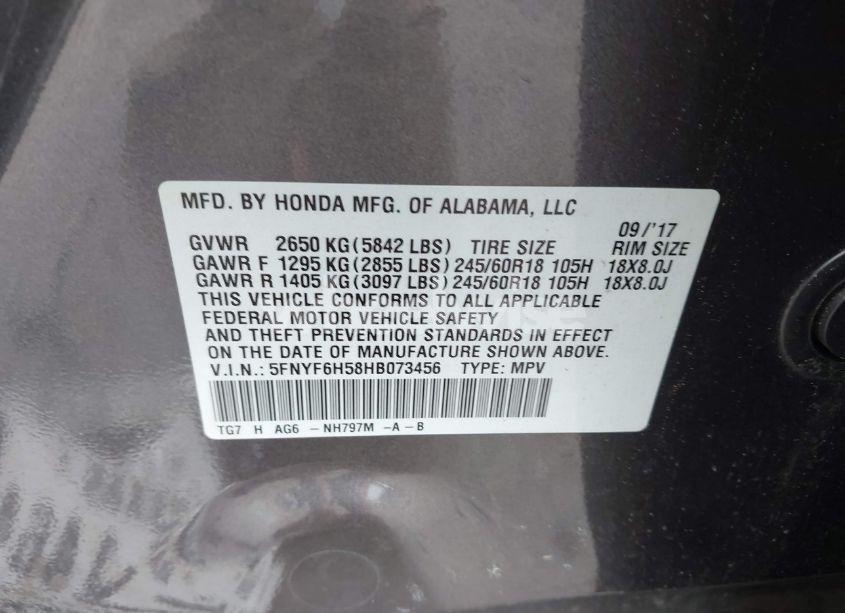 MFD. BY HONDA MFG. OF ALABAMA, LLC
09/'17
GVWR 2650 KG(5842 LBS) TIRE SIZE RIM SIZE
GAWR F 1295 KG(2855 LBS) 245/60R18 105H 18X8.0J
GAWR R 1405 KG(3097 LBS) 245/60R18 105H 18X8.0J
THIS VEHICLE CONFORMS TO ALL APPLICABLE
FEDERAL MOTOR VEHICLE SAFETY
AND THEFT PREVENTION STANDARDS IN EFFECT
ON THE DATE OF MANUFACTURE SHOWN ABOVE.
V.I.N.: 5FNYF6H58HB073456 TYPE: MPV
TG7 H AG6 -NH797M -A-B